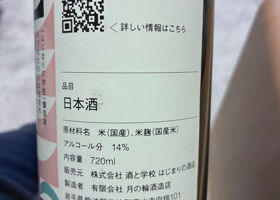 ＜詳しい情報はこちら
品目
日本酒
原材料名　米（国産）、米麹（国産米）
アルコール分　14%
内容量　720ml
販売元　株式会社 酒と学校 はじまりの酒店
製造者　有限会社 月の輪酒造店